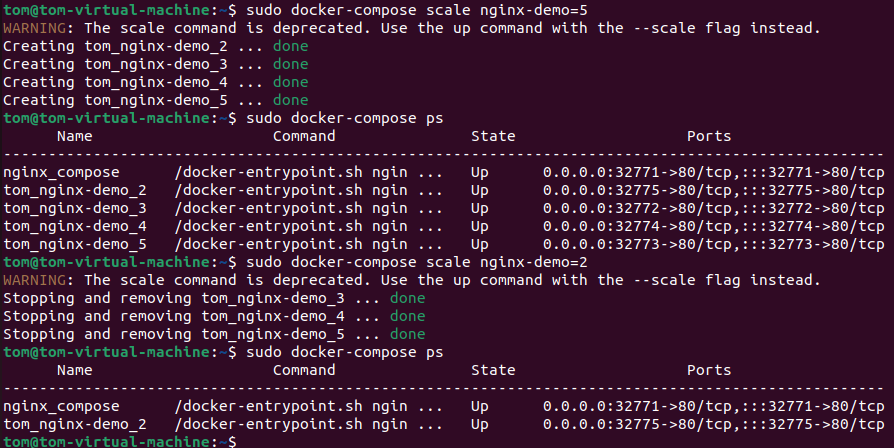 tom@tom-virtual-machine:~$ sudo docker-compose scale nginx-demo=5
WARNING: The scale command is deprecated. Use the up command with the --scale flag instead.
Creating tom_nginx-demo_2 ... done
Creating tom_nginx-demo_3 ... done
Creating tom_nginx-demo_4 ... done
Creating tom_nginx-demo_5 ... done
tom@tom-virtual-machine:~$ sudo docker-compose ps
      Name                    Command               State                      Ports
--------------------------------------------------------------------------------------------------
nginx_compose      /docker-entrypoint.sh ngin ...   Up      0.0.0.0:32771->80/tcp,:::32771->80/tcp
tom_nginx-demo_2   /docker-entrypoint.sh ngin ...   Up      0.0.0.0:32775->80/tcp,:::32775->80/tcp
tom_nginx-demo_3   /docker-entrypoint.sh ngin ...   Up      0.0.0.0:32772->80/tcp,:::32772->80/tcp
tom_nginx-demo_4   /docker-entrypoint.sh ngin ...   Up      0.0.0.0:32774->80/tcp,:::32774->80/tcp
tom_nginx-demo_5   /docker-entrypoint.sh ngin ...   Up      0.0.0.0:32773->80/tcp,:::32773->80/tcp
tom@tom-virtual-machine:~$ sudo docker-compose scale nginx-demo=2
WARNING: The scale command is deprecated. Use the up command with the --scale flag instead.
Stopping and removing tom_nginx-demo_3 ... done
Stopping and removing tom_nginx-demo_4 ... done
Stopping and removing tom_nginx-demo_5 ... done
tom@tom-virtual-machine:~$ sudo docker-compose ps
      Name                    Command               State                      Ports
--------------------------------------------------------------------------------------------------
nginx_compose      /docker-entrypoint.sh ngin ...   Up      0.0.0.0:32771->80/tcp,:::32771->80/tcp
tom_nginx-demo_2   /docker-entrypoint.sh ngin ...   Up      0.0.0.0:32775->80/tcp,:::32775->80/tcp
tom@tom-virtual-machine:~$